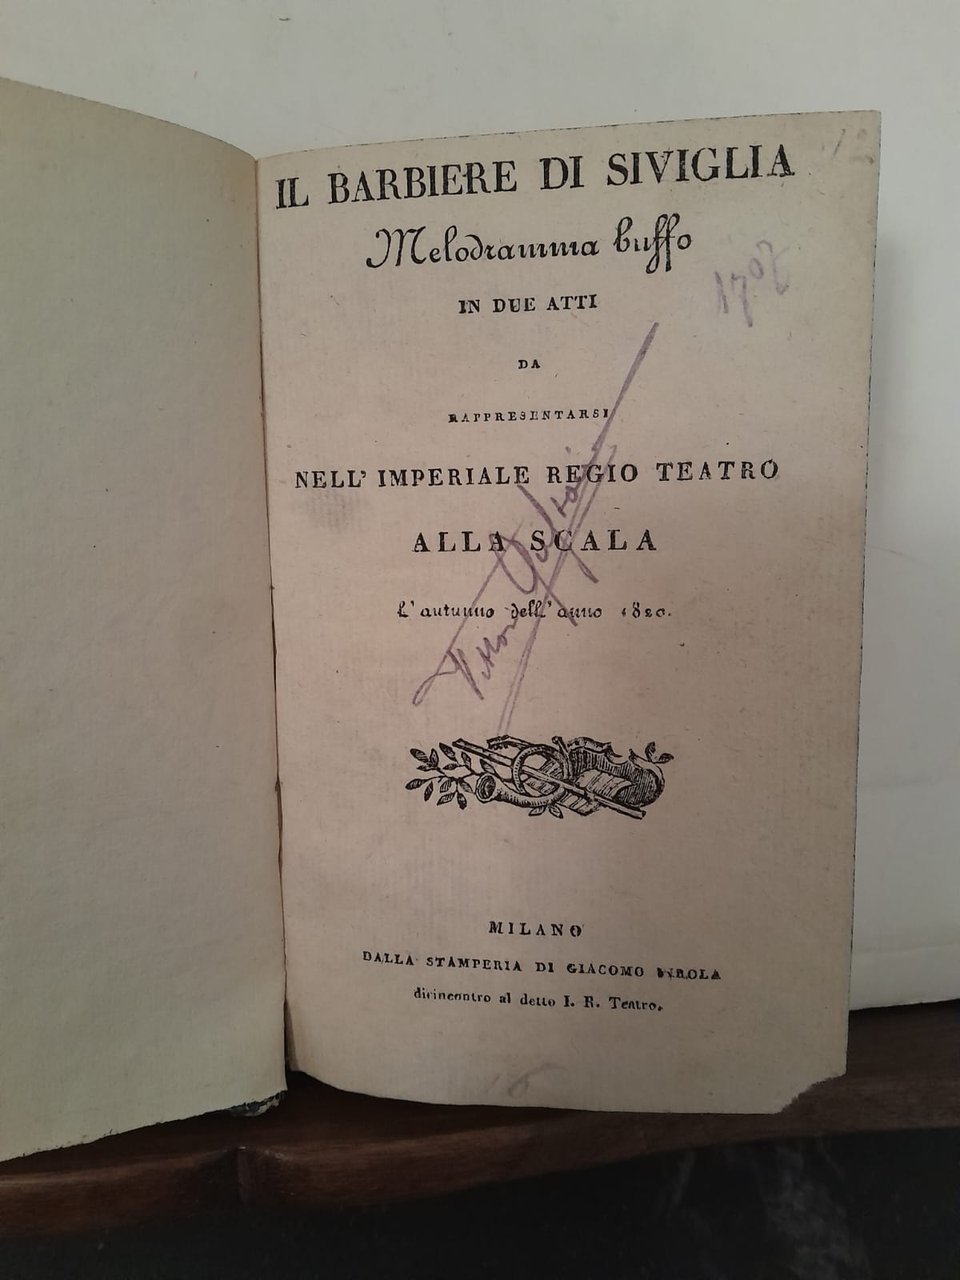 IL BARBIERE DI SIVIGLIA
Melodramma buffo
IN DUE ATTI
DA
RAPPRESENTARSI
NELL' IMPERIALE REGIO TEATRO
ALLA SCALA
L'autunno dell'anno 1820.
MILANO
DALLA STAMPERIA DI GIACOMO PIROLA
dirincontro al detto I. R. Teatro.
16